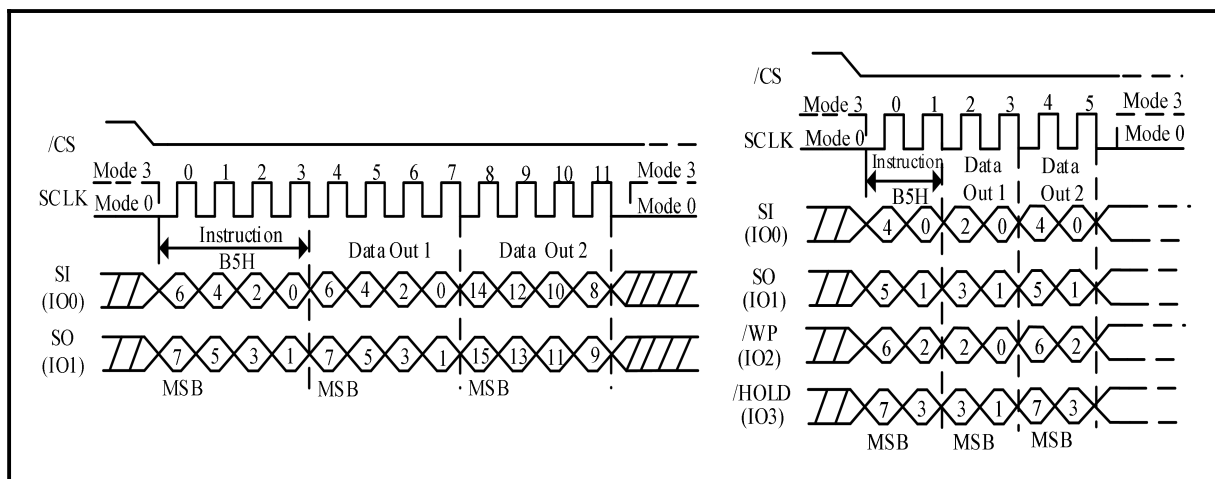 /CS
Mode 3 0 1 2 3 4 5 6 7 8 9 10 11 Mode 3
SCLK
Mode 0 Mode 0
Instruction
B5H Data Out 1 Data Out 2
SI
(IO0) 6 4 2 0 6 4 2 0 14 12 10 8
SO
(IO1) 7 5 3 1 7 5 3 1 15 13 11 9
MSB MSB MSB
/CS
Mode 3 0 1 2 3 4 5 Mode 3
SCLK Mode 0 Mode 0
Instruction Data Data
B5H Out 1 Out 2
SI
(IO0) 4 0 2 0 4 0
SO
(IO1) 5 1 3 1 5 1
/WP
(IO2) 6 2 2 0 6 2
/HOLD
(IO3) 7 3 3 1 7 3
MSB MSB MSB